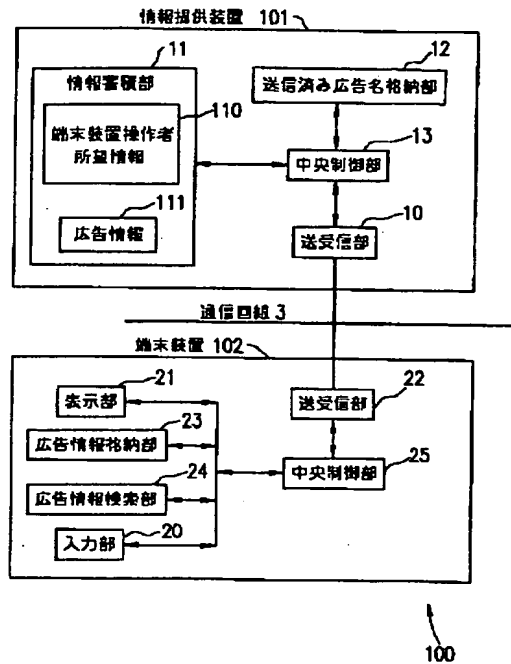 情報提供装置 101
11
12
情報蓄積部
送信済み広告名格納部
110
端末装置操作者
所望情報
13
中央制御部
111
広告情報
10
送受信部
通信回線 3
端末装置 102
21
22
表示部
送受信部
23
広告情報格納部
25
24
中央制御部
広告情報検索部
20
入力部
100